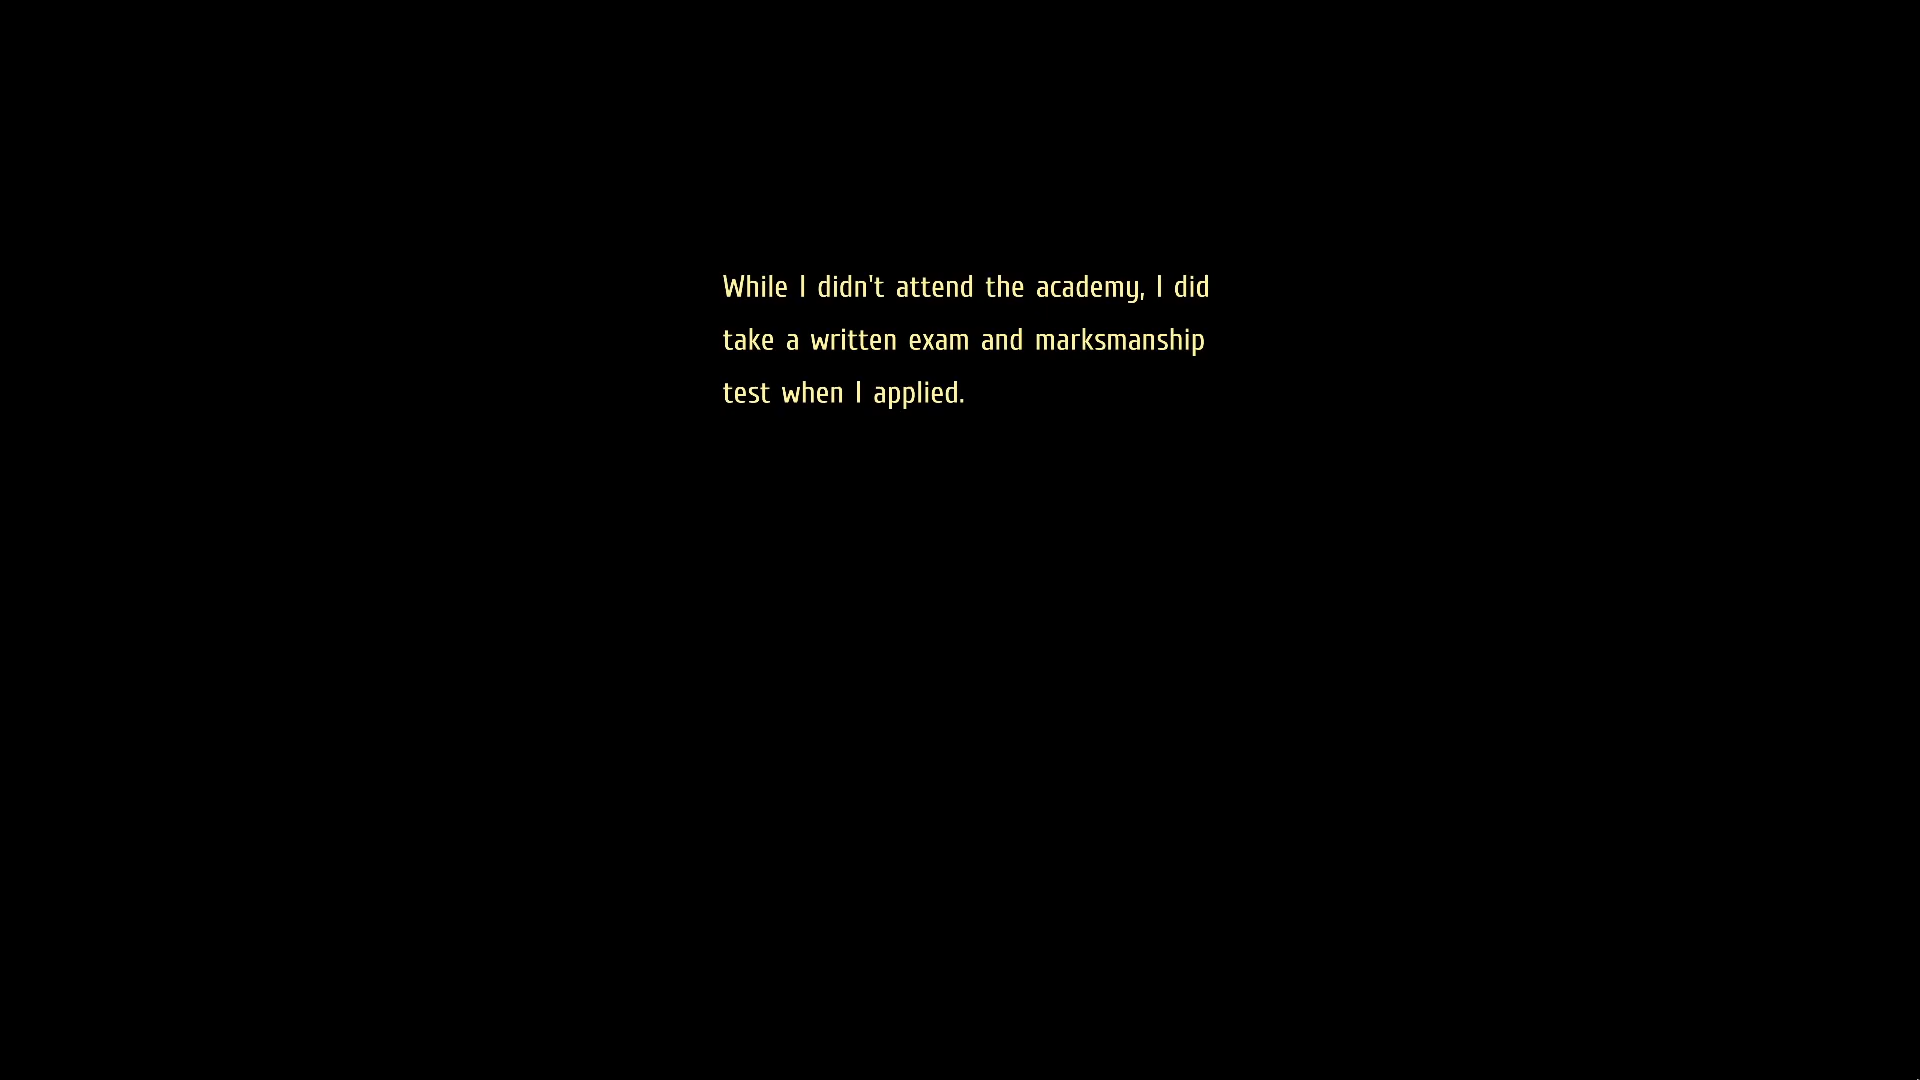 While I didn't attend the academy, I did
take a written exam and marksmanship
test when I applied.